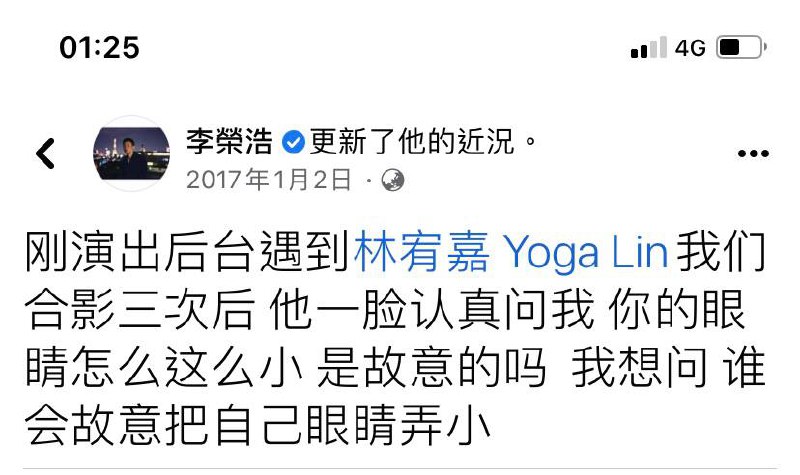 01:25
4G
李榮浩 更新了他的近況。
2017年1月2日 ·
刚演出后台遇到林宥嘉 Yoga Lin我们
合影三次后 他一脸认真问我 你的眼
睛怎么这么小 是故意的吗 我想问 谁
会故意把自己眼睛弄小